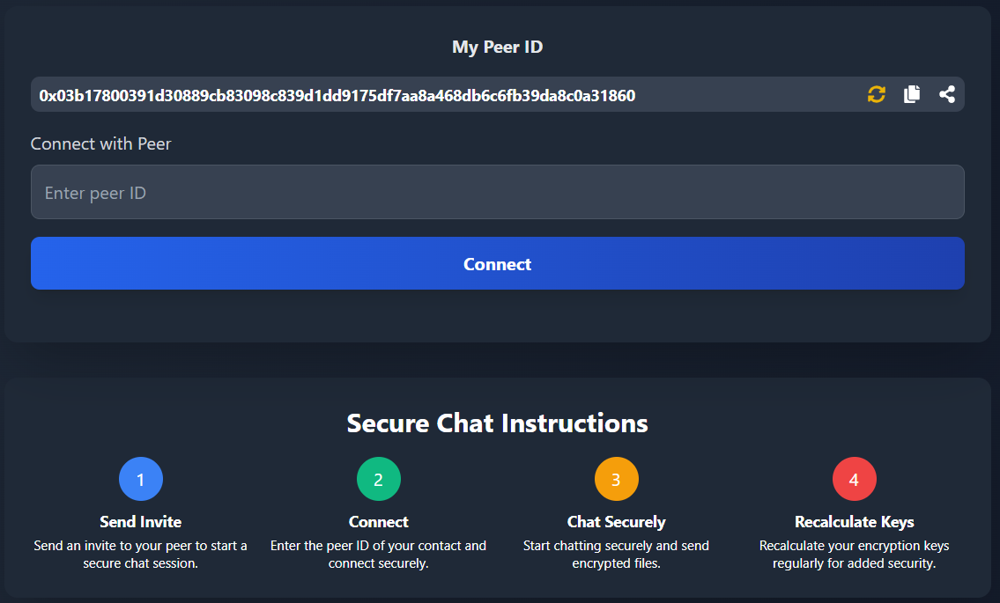 My Peer ID
0x03b17800391d30889cb83098c839d1dd9175df7aa8a468db6c6fb39da8c0a31860
Connect with Peer
Enter peer ID
Connect
Secure Chat Instructions
1
Send Invite
Send an invite to your peer to start a
secure chat session.
2
Connect
Enter the peer ID of your contact and
connect securely.
3
Chat Securely
Start chatting securely and send
encrypted files.
4
Recalculate Keys
Recalculate your encryption keys
regularly for added security.